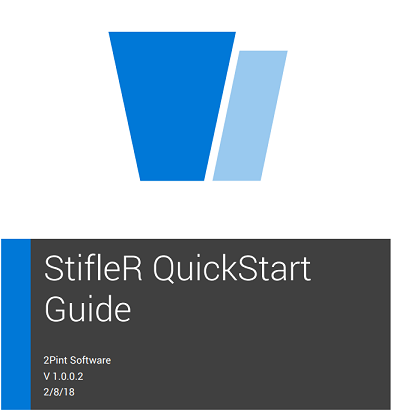 StifleR QuickStart
Guide
2Pint Software
V 1.0.0.2
2/8/18